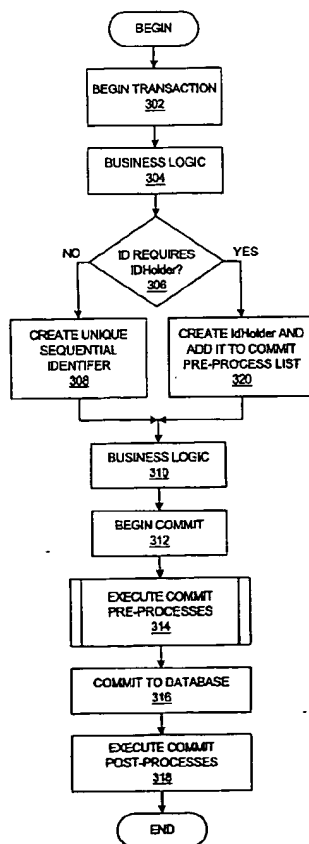 BEGIN
BEGIN TRANSACTION
302
BUSINESS LOGIC
304
NO
ID REQUIRES
IDHolder?
306
YES
CREATE UNIQUE
SEQUENTIAL
IDENTIFER
308
CREATE IdHolder AND
ADD IT TO COMMIT
PRE-PROCESS LIST
320
BUSINESS LOGIC
310
BEGIN COMMIT
312
EXECUTE COMMIT
PRE-PROCESSES
314
COMMIT TO DATABASE
316
EXECUTE COMMIT
POST-PROCESSES
318
END